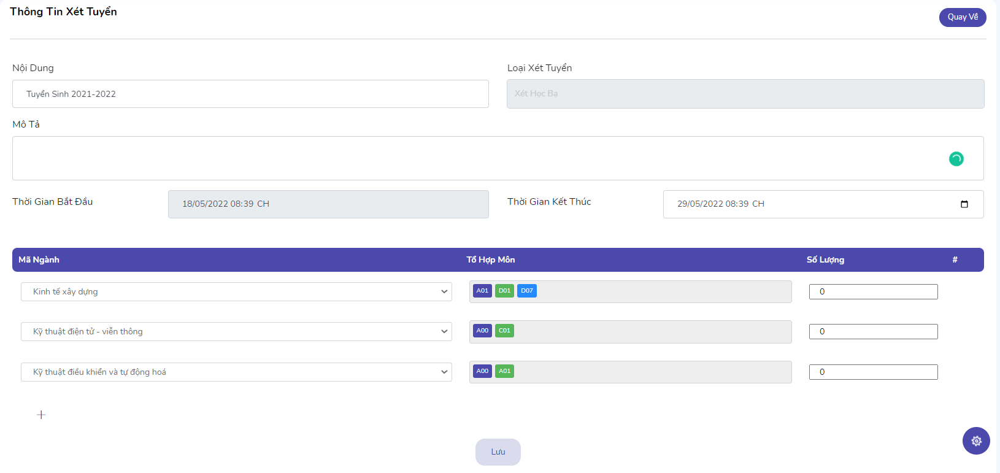 Thông Tin Xét Tuyển
Quay Về
Nội Dung
Loại Xét Tuyển
Tuyển Sinh 2021-2022
Xét Học Bạ
Mô Tả
Thời Gian Bắt Đầu
18/05/2022 08:39 CH
Thời Gian Kết Thúc
29/05/2022 08:39 CH
Mã Ngành Tổ Hợp Môn Số Lượng #
Kinh tế xây dựng A01 D01 D07 0
Kỹ thuật điện tử - viễn thông A00 C01 0
Kỹ thuật điều khiển và tự động hoá A00 A01 0
+
Lưu